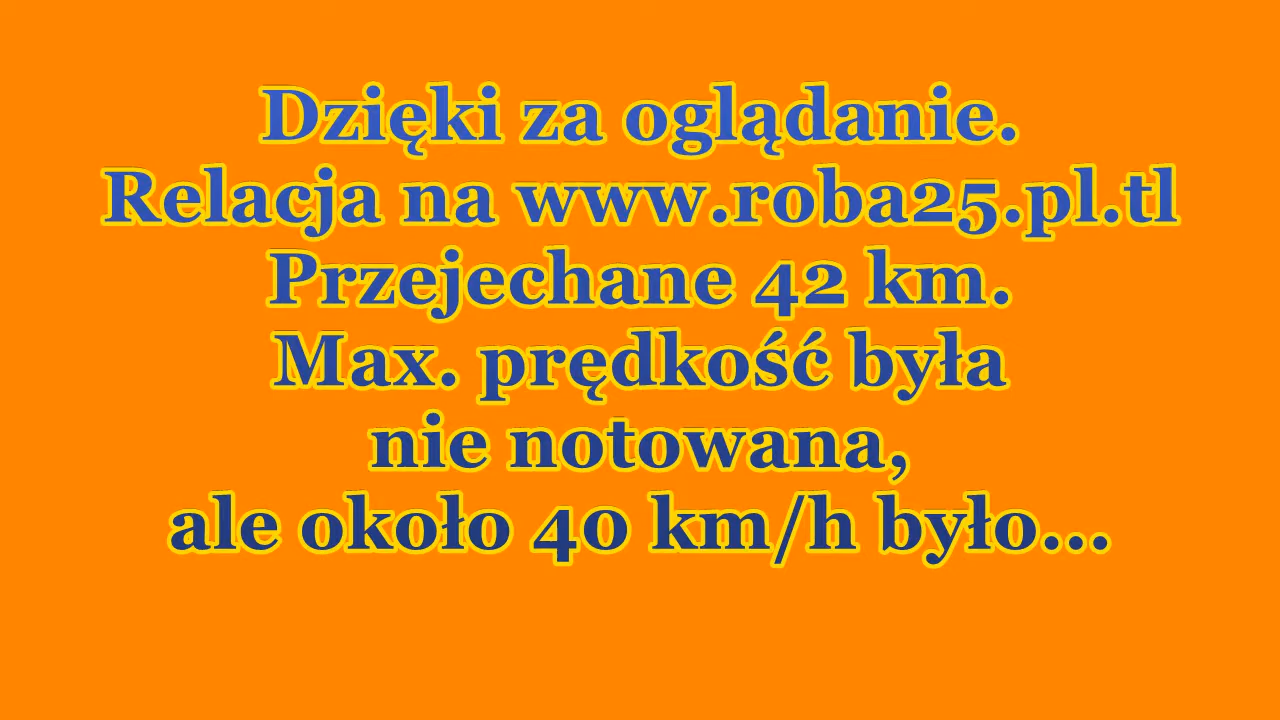 Dzięki za oglądanie.
Relacja na www.roba25.pl.tl
Przejechane 42 km.
Max. prędkość była
nie notowana,
ale około 40 km/h było...